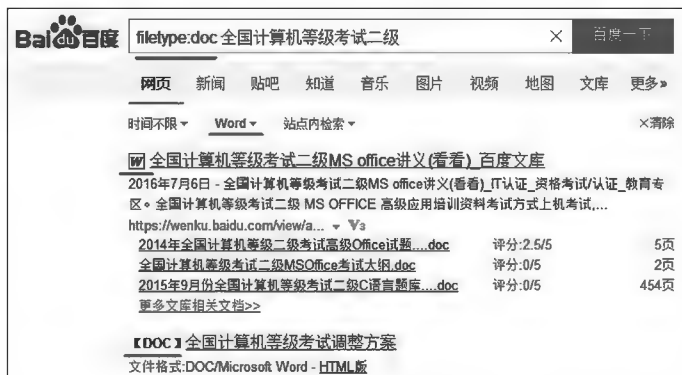 Bai du 百度 filetype:doc 全国计算机等级考试二级 × 百度一下
网页 新闻 贴吧 知道 音乐 图片 视频 地图 文库 更多»
时间不限 Word 站点内检索 ×清除
W 全国计算机等级考试二级MS office讲义(看看)_百度文库
2016年7月6日 - 全国计算机等级考试二级MS office讲义(看看)_IT认证_资格考试/认证_教育专
区。全国计算机等级考试二级 MS OFFICE 高级应用培训资料考试方式上机考试,...
https://wenku.baidu.com/view/a... V3
2014年全国计算机等级二级考试高级Office试题....doc 评分:2.5/5 5页
全国计算机等级考试二级MSOffice考试大纲.doc 评分:0/5 2页
2015年9月份全国计算机等级考试二级C语言题库....doc 评分:0/5 454页
更多文库相关文档>>
【DOC】全国计算机等级考试调整方案
文件格式:DOC/Microsoft Word - HTML版